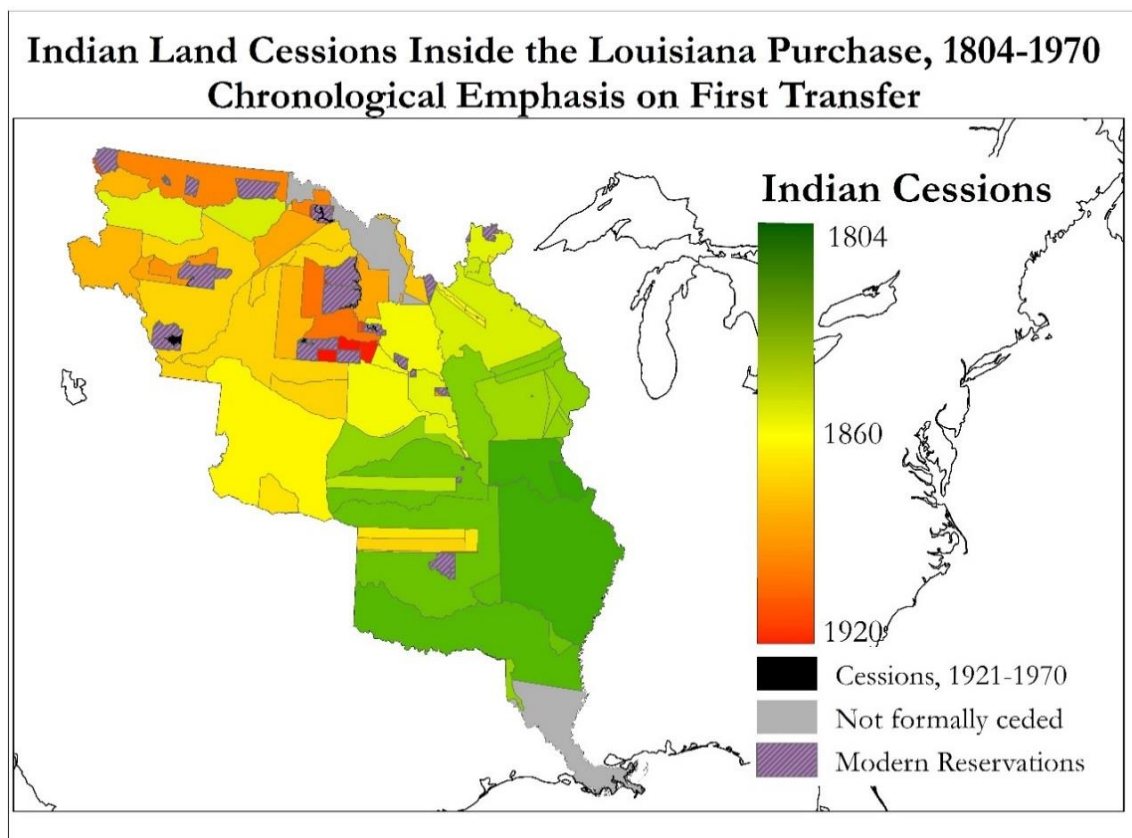 Indian Land Cessions Inside the Louisiana Purchase, 1804-1970
Chronological Emphasis on First Transfer
Indian Cessions
1804
1860
1920
Cessions, 1921-1970
Not formally ceded
Modern Reservations